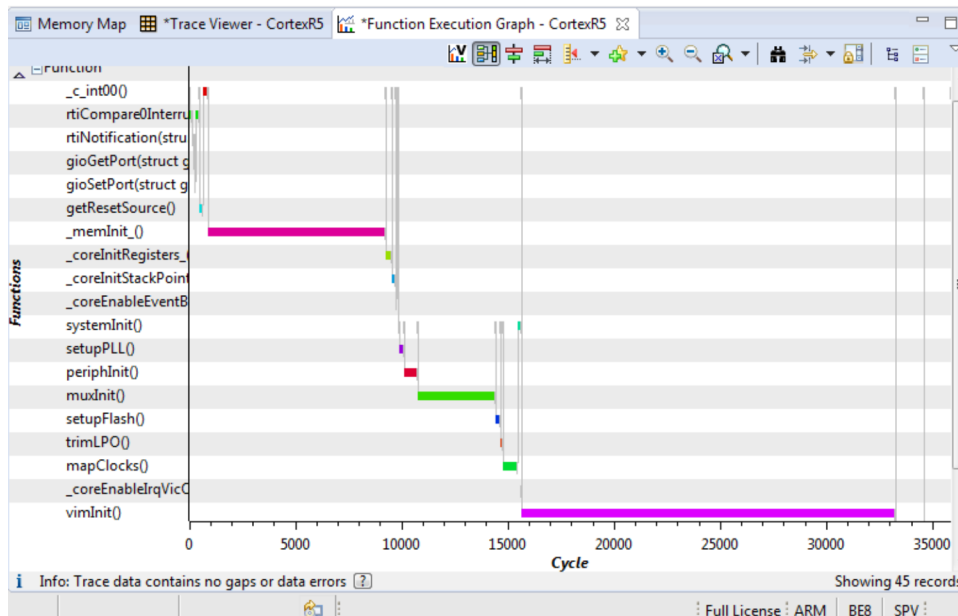 Memory Map *Trace Viewer - CortexR5 *Function Execution Graph - CortexR5
Function
_c_int00()
rtiCompare0Interru
rtiNotification(stru
gioGetPort(struct g
gioSetPort(struct g
getResetSource()
_memInit_()
_coreInitRegisters_(
_coreInitStackPoint
_coreEnableEventB
systemInit()
setupPLL()
periphInit()
muxInit()
setupFlash()
trimLPO()
mapClocks()
_coreEnableIrqVicO
vimInit()
Functions
0 5000 10000 15000 20000 25000 30000 35000
Cycle
i Info: Trace data contains no gaps or data errors ? Showing 45 records
Full License ARM BE8 SPV